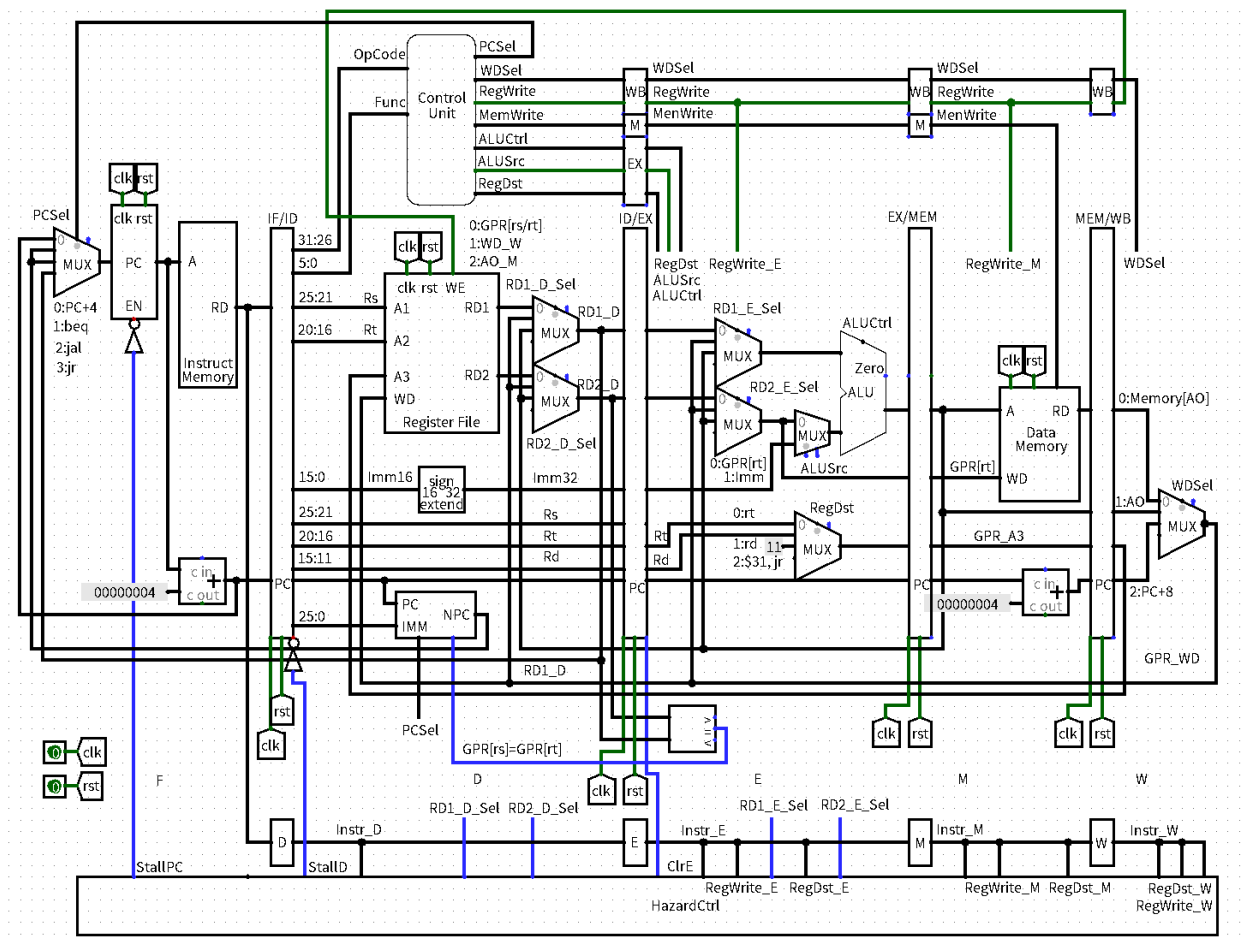 PCSel
OpCode
WDSel
WDSel
WDSel
RegWrite
WB
RegWrite
WB
RegWrite
WB
Func
Control
Unit
MemWrite
M
MenWrite
M
MenWrite
ALUCtrl
ALUSrc
EX
RegDst
clk rst
clk rst
PCSel
0
MUX
PC
EN
0:PC+4
1:beq
2:jal
3:jr
A
RD
Instruct
Memory
IF/ID
31:26
5:0
25:21
Rs
20:16
Rt
clk rst
clk rst WE
A1
RD1
A2
A3
RD2
WD
Register File
0:GPR[rs/rt]
1:WD_W
2:AO_M
RD1_D_Sel
0
MUX
RD1_D
0
MUX
RD2_D
RD2_D_Sel
ID/EX
RegDst
ALUSrc
ALUCtrl
RegWrite_E
EX/MEM
RegWrite_M
MEM/WB
WDSel
RD1_E_Sel
0
MUX
RD2_E_Sel
0
MUX
0:GPR[rt]
1:Imm
MUX
ALUSrc
ALUCtrl
Zero
ALU
clk rst
A
RD
Data
Memory
WD
GPR[rt]
0:Memory[AO]
1:AO
WDSel
0
MUX
2:PC+8
15:0
Imm16
sign
16 32
extend
Imm32
25:21
Rs
20:16
Rt
15:11
Rd
Rt
Rd
0:rt
1:rd
11
2:$31,jr
RegDst
0
MUX
GPR_A3
c in
+
c out
00000004
PC
PC
PC
PC
00000004
c in
+
c out
25:0
PC
NPC
IMM
RD1_D
GPR_WD
PCSel
GPR[rs]=GPR[rt]
>
=
<
rst
clk
clk
rst
clk
rst
clk
rst
0
clk
0
rst
F
D
E
M
W
RD1_D_Sel
RD2_D_Sel
RD1_E_Sel
RD2_E_Sel
D
Instr_D
E
Instr_E
M
Instr_M
W
Instr_W
StallPC
StallD
ClrE
RegWrite_E
RegDst_E
RegWrite_M
RegDst_M
RegDst_W
RegWrite_W
HazardCtrl